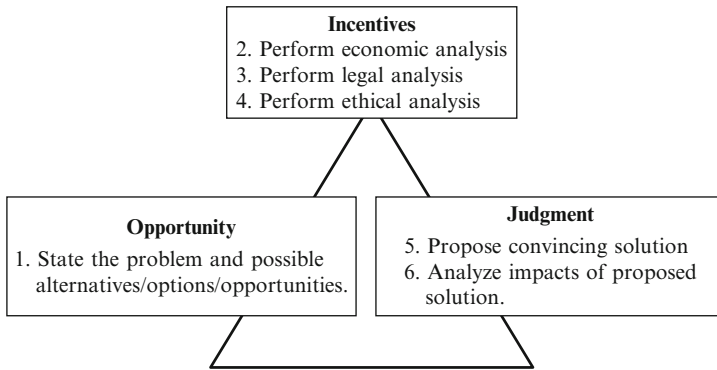 Incentives
2. Perform economic analysis
3. Perform legal analysis
4. Perform ethical analysis
Opportunity
1. State the problem and possible
alternatives/options/opportunities.
Judgment
5. Propose convincing solution
6. Analyze impacts of proposed
solution.